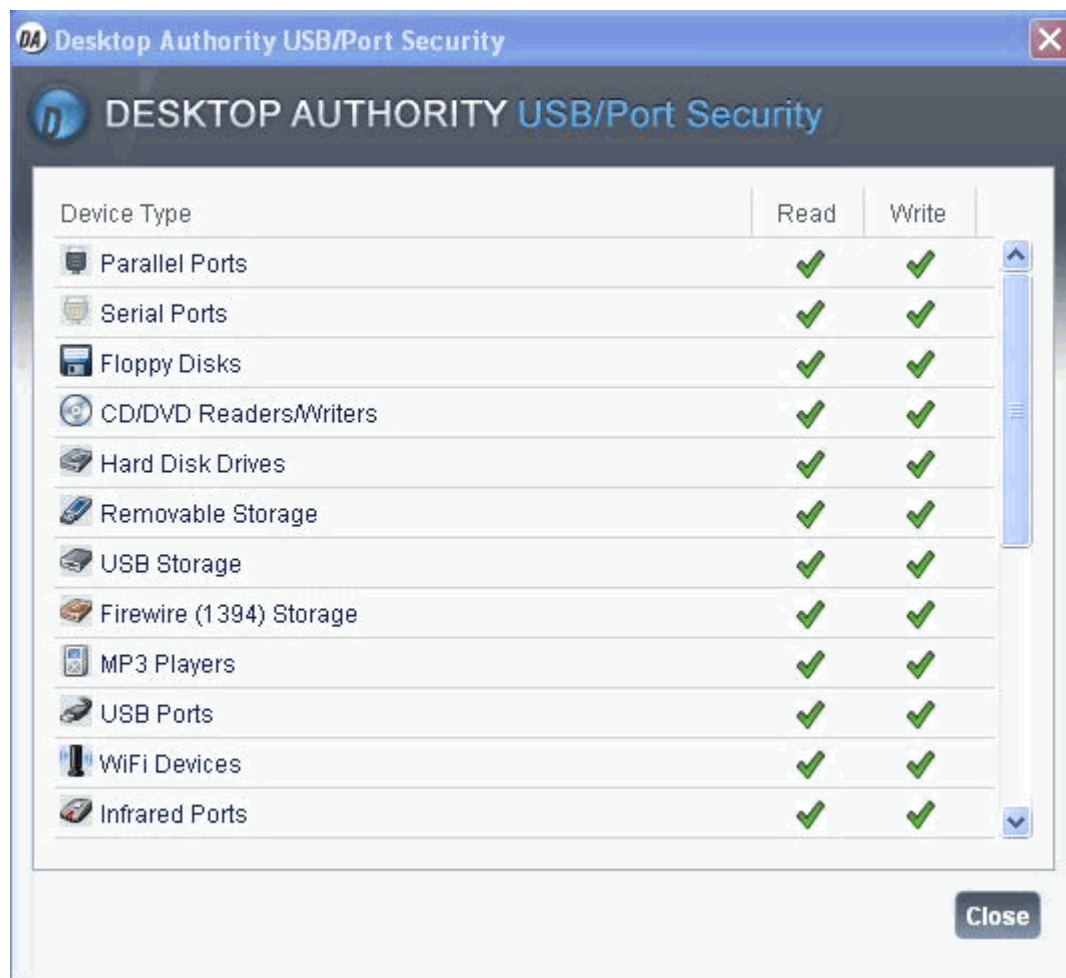 DA Desktop Authority USB/Port Security
DESKTOP AUTHORITY USB/Port Security
Device Type Read Write
Parallel Ports
Serial Ports
Floppy Disks
CD/DVD Readers/Writers
Hard Disk Drives
Removable Storage
USB Storage
Firewire (1394) Storage
MP3 Players
USB Ports
WiFi Devices
Infrared Ports
Close